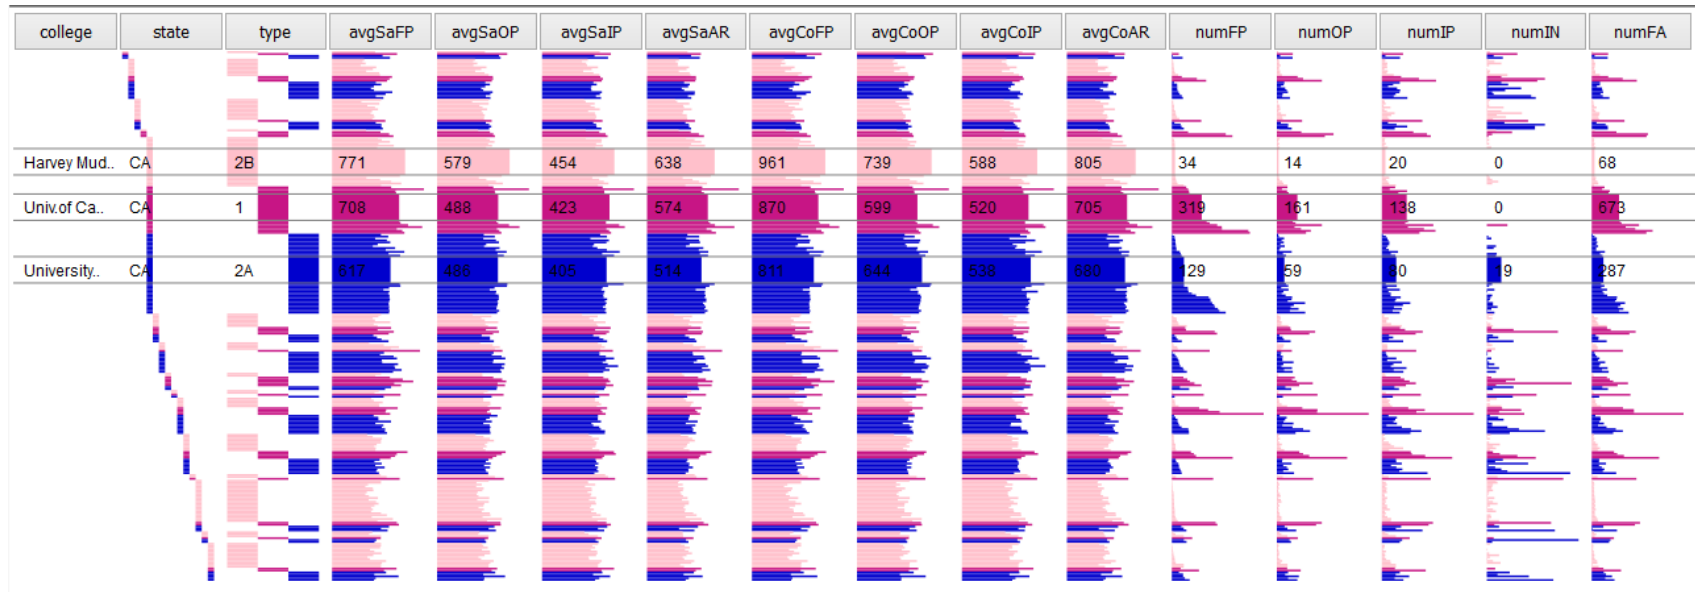 college state type avgSaFP avgSaOP avgSaIP avgSaAR avgCoFP avgCoOP avgCoIP avgCoAR numFP numOP numIP numIN numFA
Harvey Mud.. CA 2B 771 579 454 638 961 739 588 805 34 14 20 0 68
Univ.of Ca.. CA 1 708 488 423 574 870 599 520 705 319 161 138 0 673
University.. CA 2A 617 496 405 514 811 644 538 680 129 59 80 19 287